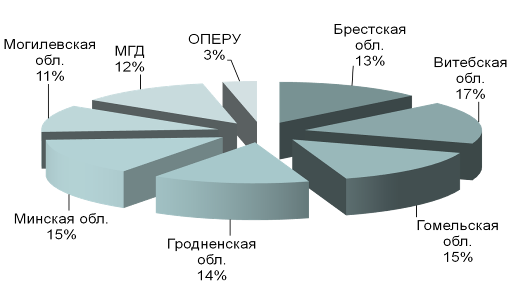 ОПЕРУ
3%
Брестская
обл.
13%
Витебская
обл.
17%
Гомельская
обл.
15%
Гродненская
обл.
14%
Минская обл.
15%
Могилевская
обл.
11%
МГД
12%